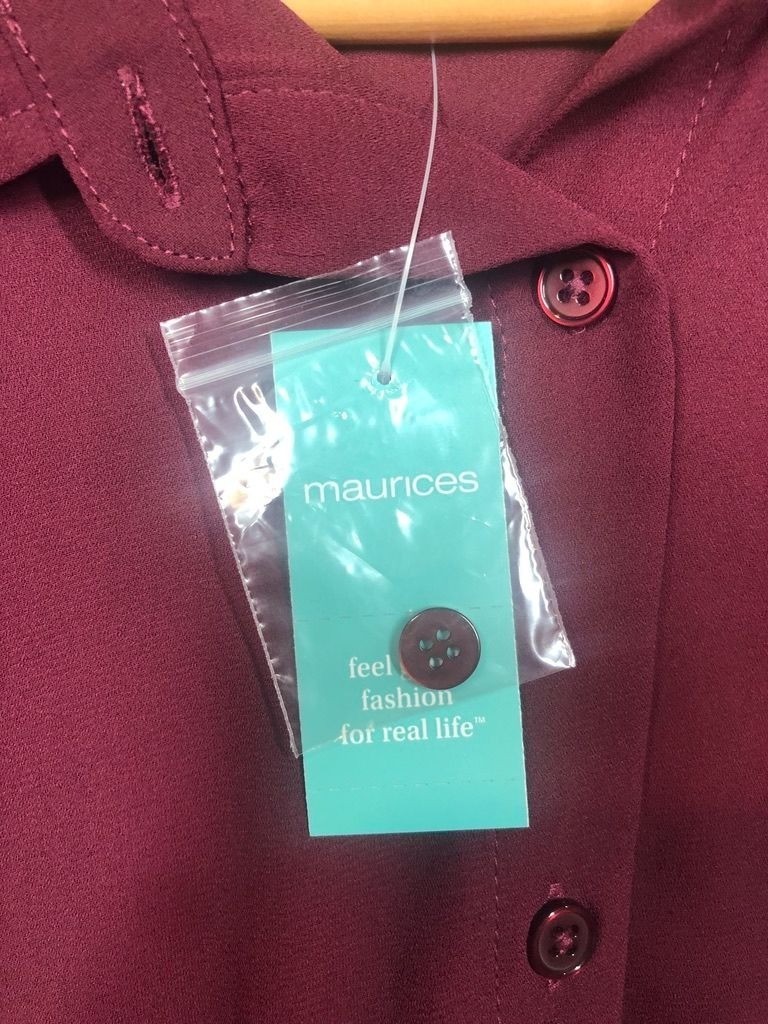 maurices
feel
fashion
for real life™